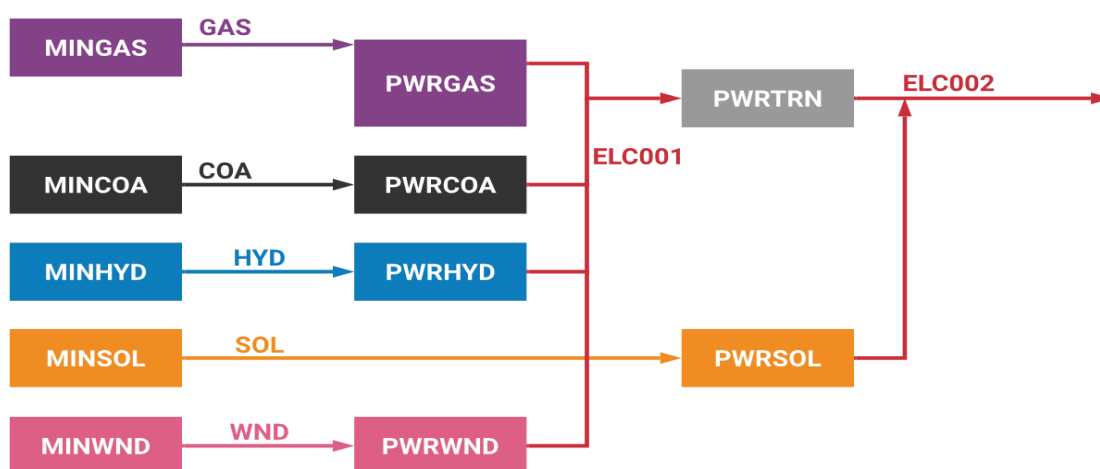 GAS
MINGAS
PWRGAS
PWRTRN
ELC002
ELC001
COA
MINCOA
PWRCOA
HYD
MINHYD
PWRHYD
SOL
MINSOL
PWRSOL
WND
MINWND
PWRWND